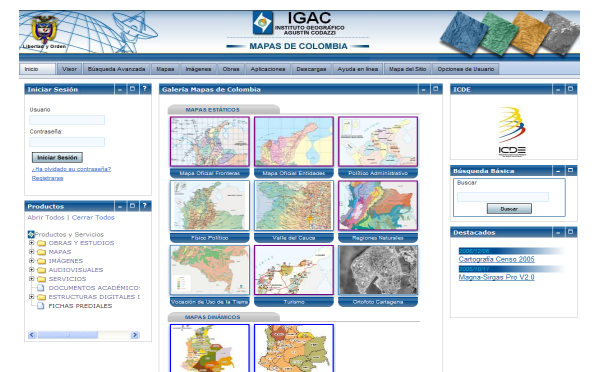 Libertad y Orden
IGAC
INSTITUTO GEOGRÁFICO
AGUSTÍN CODAZZI
MAPAS DE COLOMBIA
Inicio Visor Búsqueda Avanzada Mapas Imágenes Obras Aplicaciones Descargas Ayuda en línea Mapa del Sitio Opciones de Usuario
Iniciar Sesión
Usuario
Contraseña:
Iniciar Sesión
¿Ha olvidado su contraseña?
Registrarse
Productos
Abrir Todos | Cerrar Todos
Productos y Servicios
OBRAS Y ESTUDIOS
MAPAS
IMÁGENES
AUDIOVISUALES
SERVICIOS
DOCUMENTOS ACADÉMICOS
ESTRUCTURAS DIGITALES
FICHAS PREDIALES
Galería Mapas de Colombia
MAPAS ESTÁTICOS
Mapa Oficial Fronteras
Mapa Oficial Entidades
Político Administrativo
Físico Político
Valle del Cauca
Regiones Naturales
Vocación de Uso de la Tierra
Turismo
Ortofoto Cartagena
MAPAS DINÁMICOS
ICDE
ICDE
Búsqueda Básica
Buscar
Buscar
Destacados
Cartografía Censo 2005
Magna-Sirgas Pro V2.0